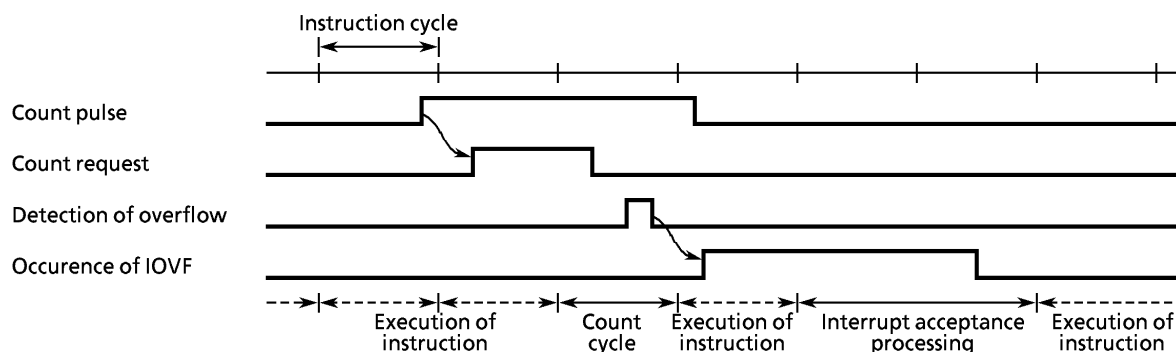 Instruction cycle
Count pulse
Count request
Detection of overflow
Occurence of IOVF
Execution of
instruction
Count
cycle
Execution of
instruction
Interrupt acceptance
processing
Execution of
instruction